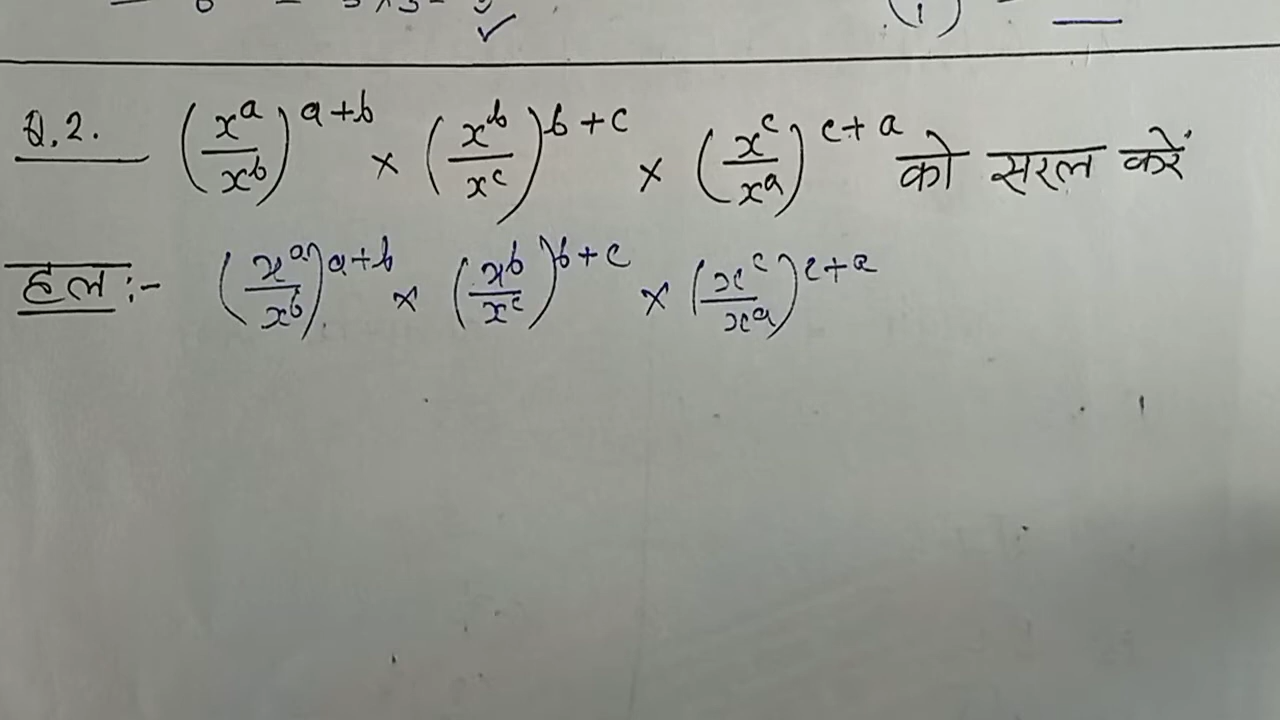 Q.2. (x^a/x^b)^(a+b) × (x^b/x^c)^(b+c) × (x^c/x^a)^(c+a) को सरल करें
हल:- (x^a/x^b)^(a+b) × (x^b/x^c)^(b+c) × (x^c/x^a)^(c+a)